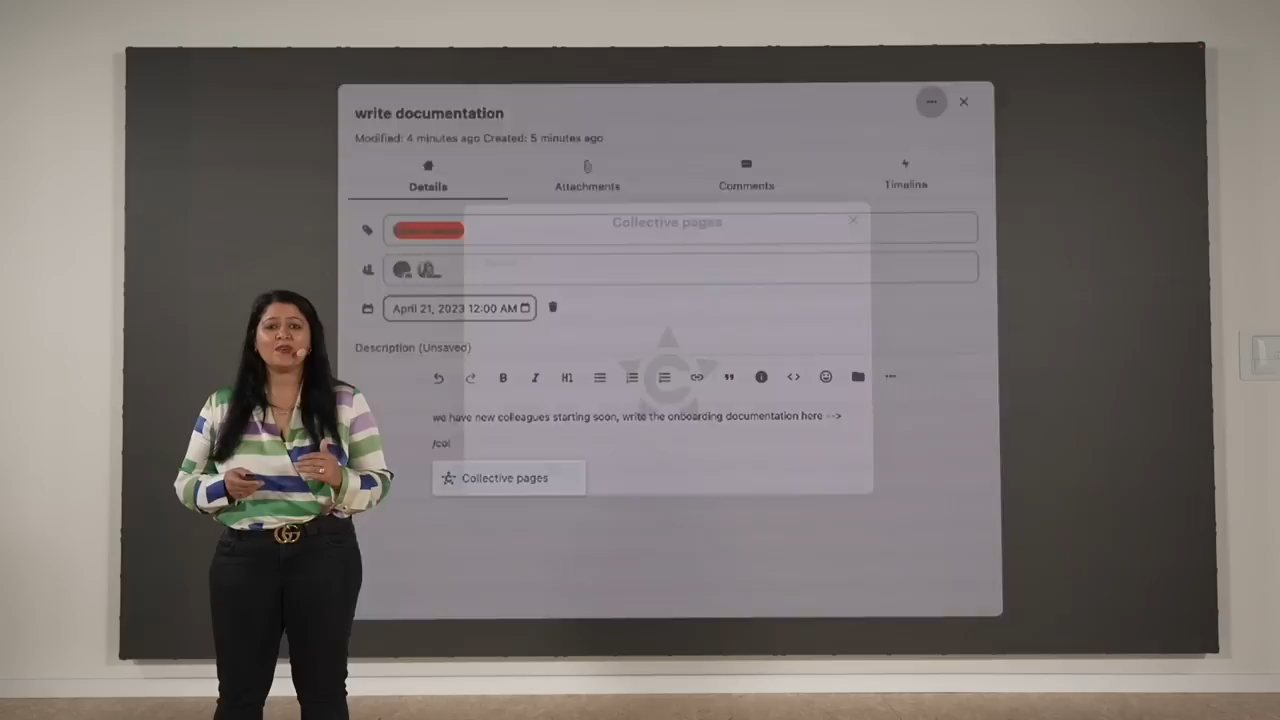 write documentation
Modified: 4 minutes ago Created: 5 minutes ago
Details
Attachments
Comments
Timeline
Collective pages
April 21, 2023 12:00 AM
Description (Unsaved)
B I H1
we have new colleagues starting soon, write the onboarding documentation here -->
/col
Collective pages